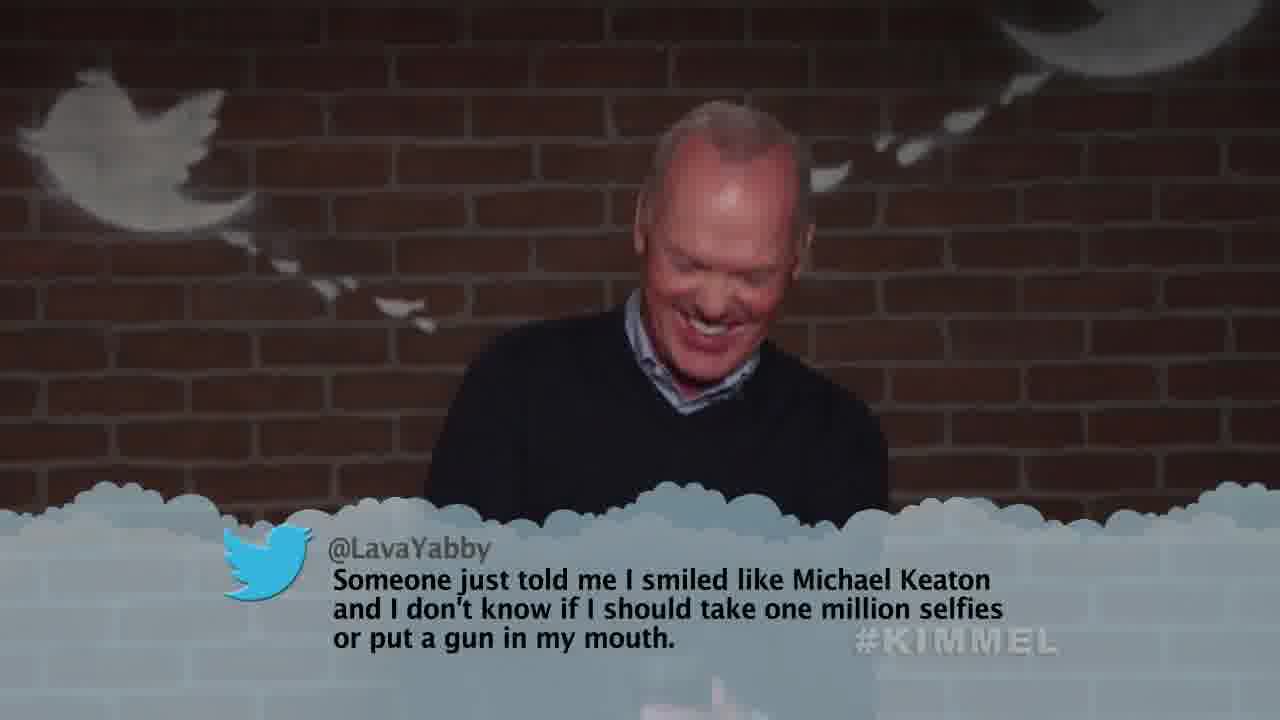 @LavaYabby
Someone just told me I smiled like Michael Keaton
and I don't know if I should take one million selfies
or put a gun in my mouth.
#KIMMEL